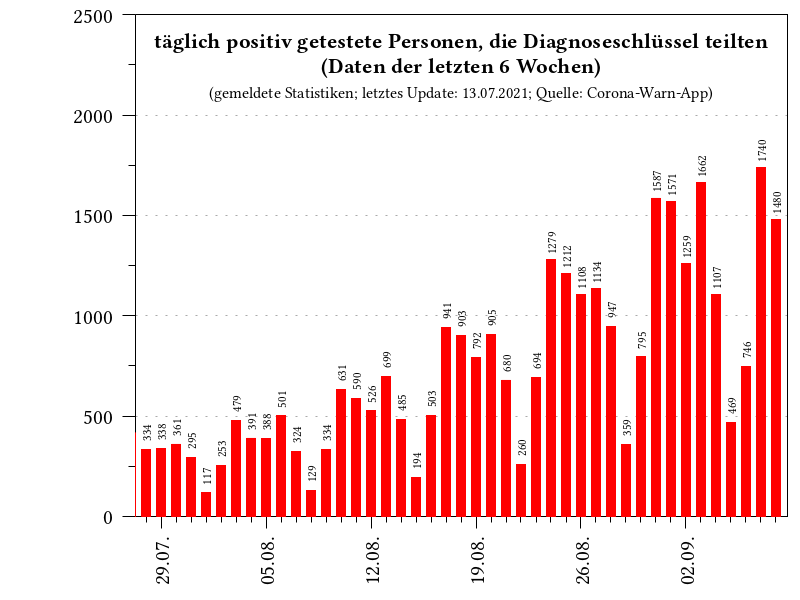 täglich positiv getestete Personen, die Diagnoseschlüssel teilten
(Daten der letzten 6 Wochen)
(gemeldete Statistiken; letztes Update: 13.07.2021; Quelle: Corona-Warn-App)
2500
2000
1500
1000
500
0
334 338 361 295 117 253 479 391 388 501 324 129 334 631 590 526 699 485 194 503 941 903 792 905 680 260 694 1279 1212 1108 1134 947 359 795 1587 1571 1259 1662 1107 469 746 1740 1480
29.07. 05.08. 12.08. 19.08. 26.08. 02.09.